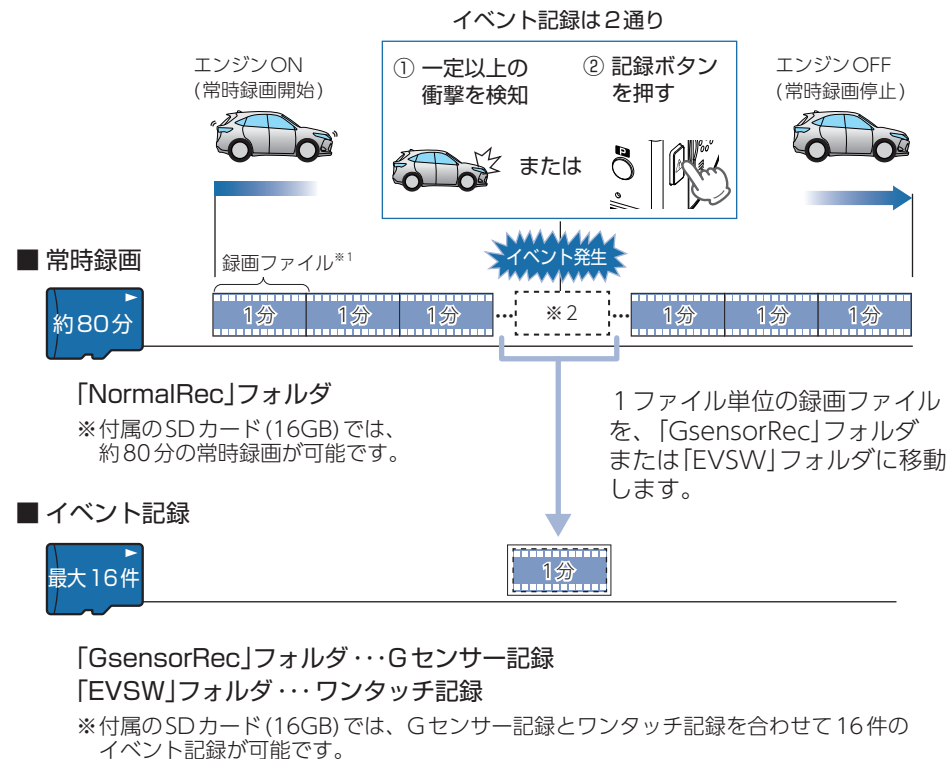 イベント記録は2通り
エンジンON
(常時録画開始)
① 一定以上の
衝撃を検知
または
② 記録ボタン
を押す
P
エンジンOFF
(常時録画停止)
■ 常時録画
録画ファイル※1
イベント発生
約80分
1分
1分
1分
…
※2
…
1分
1分
1分
「NormalRec」フォルダ
※付属のSDカード(16GB)では、
約80分の常時録画が可能です。
1ファイル単位の録画ファイル
を、「GsensorRec」フォルダ
または「EVSW」フォルダに移動
します。
■ イベント記録
最大16件
1分
「GsensorRec」フォルダ･･･Gセンサー記録
「EVSW」フォルダ･･･ワンタッチ記録
※付属のSDカード(16GB)では、Gセンサー記録とワンタッチ記録を合わせて16件の
イベント記録が可能です。